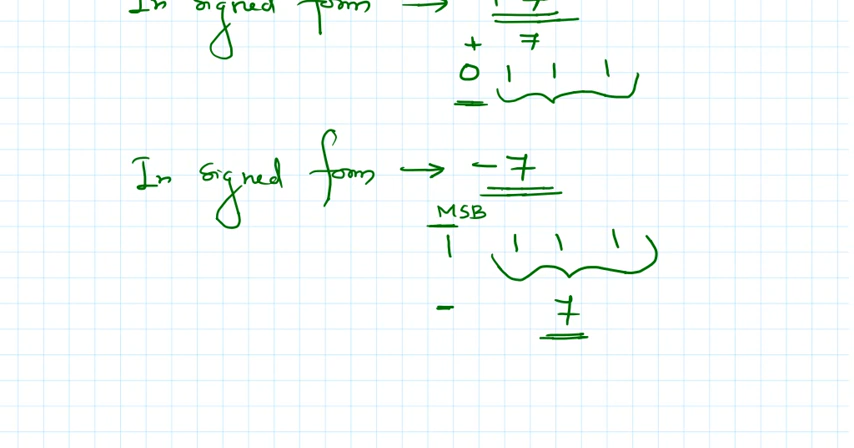 In signed form → + 7
+ 7
0 1 1 1
In signed form → - 7
MSB
1 1 1 1
- 7